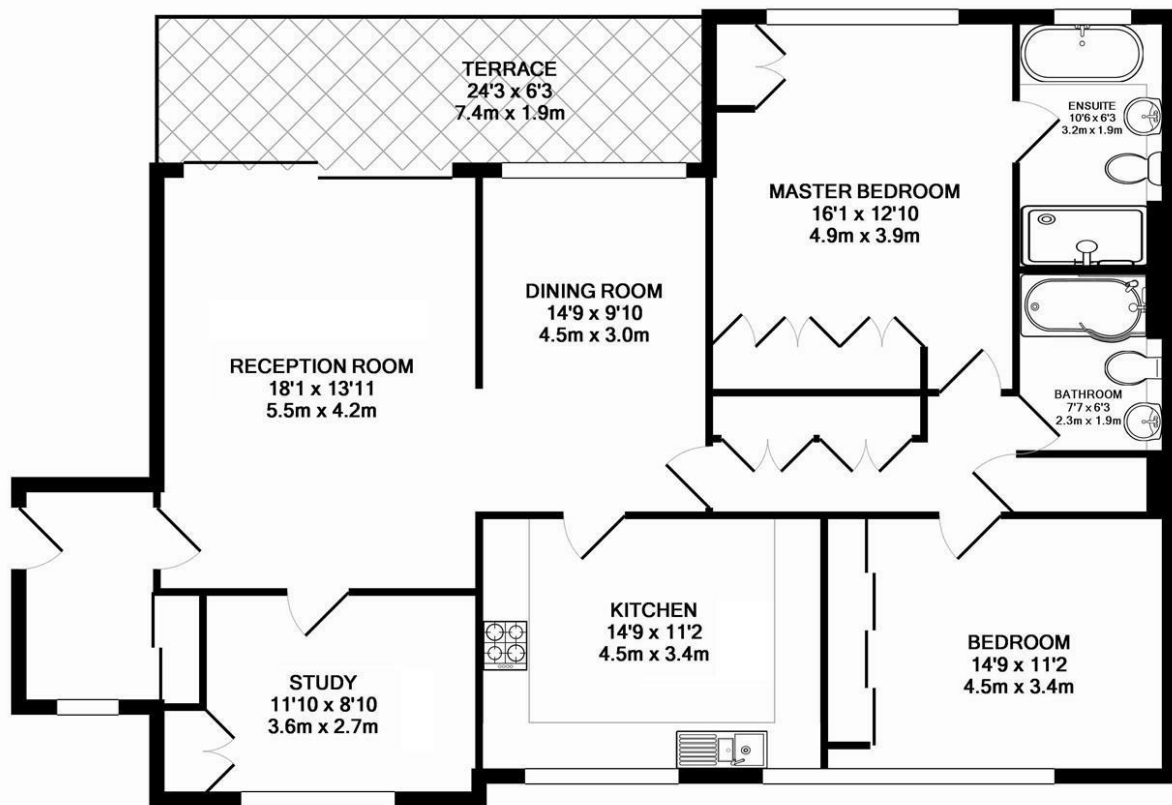 TERRACE
24'3 x 6'3
7.4m x 1.9m
ENSUITE
10'6 x 6'3
3.2m x 1.9m
MASTER BEDROOM
16'1 x 12'10
4.9m x 3.9m
DINING ROOM
14'9 x 9'10
4.5m x 3.0m
RECEPTION ROOM
18'1 x 13'11
5.5m x 4.2m
BATHROOM
7'7 x 6'3
2.3m x 1.9m
KITCHEN
14'9 x 11'2
4.5m x 3.4m
BEDROOM
14'9 x 11'2
4.5m x 3.4m
STUDY
11'10 x 8'10
3.6m x 2.7m